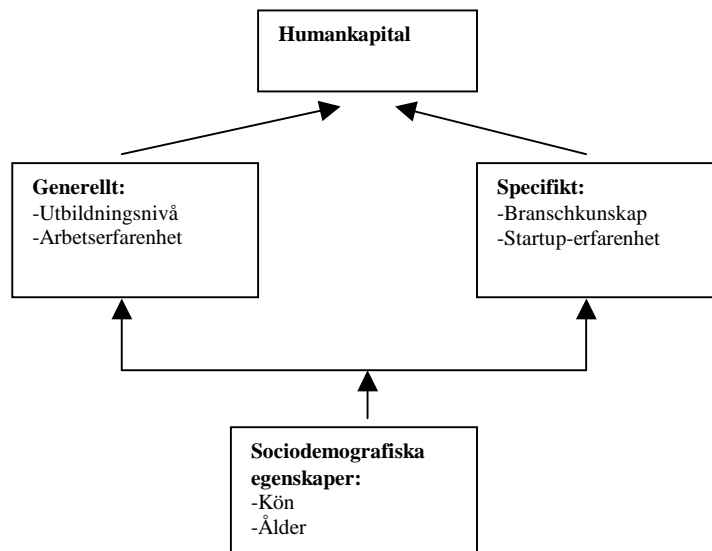 Humankapital
Generellt:
-Utbildningsnivå
-Arbetserfarenhet
Specifikt:
-Branschkunskap
-Startup-erfarenhet
Sociodemografiska
egenskaper:
-Kön
-Ålder